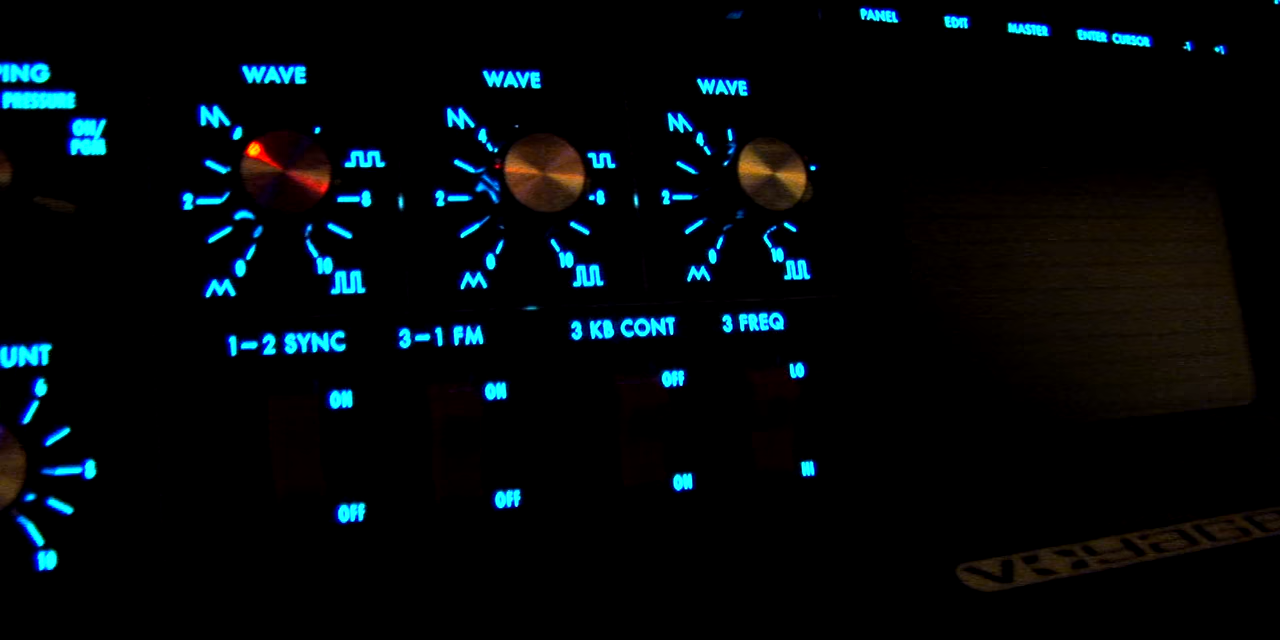 PANEL EDIT MASTER ENTER CURSOR -1 +1
PING
PRESSURE
ON/
PGM
WAVE WAVE WAVE
4 4
2 8 2 8 2
0 10 0 10 0 10
1-2 SYNC 3-1 FM 3 KB CONT 3 FREQ
ON ON OFF LO
OFF OFF ON HI
UNT
6
8
10
VOYAGE